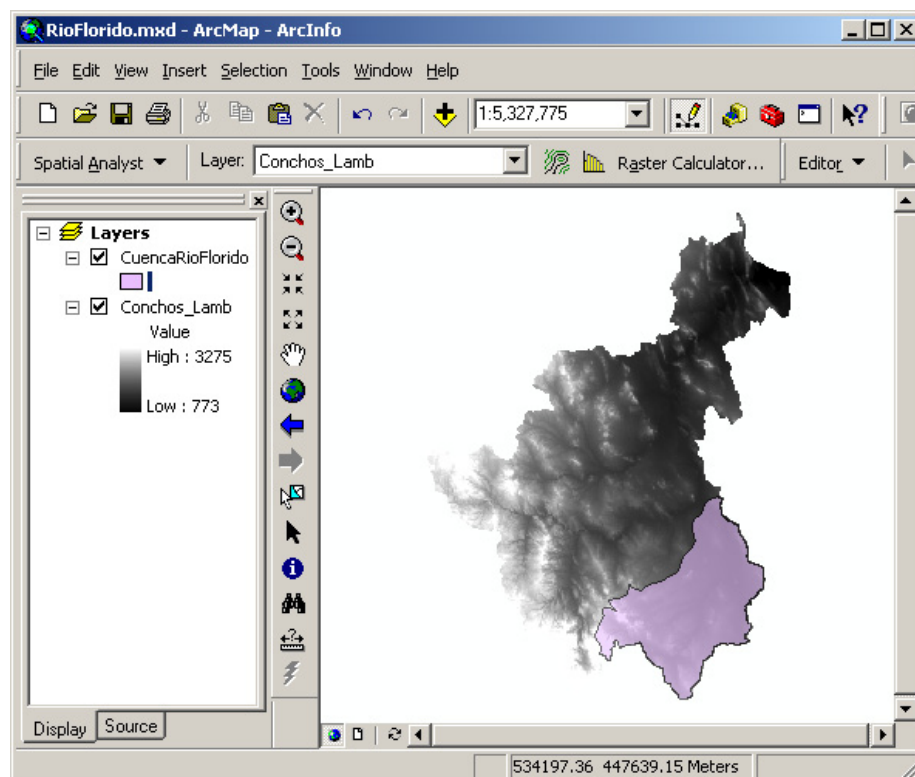 RioFlorido.mxd - ArcMap - ArcInfo
File Edit View Insert Selection Tools Window Help
1:5,327,775
Spatial Analyst Layer: Conchos_Lamb Raster Calculator... Editor
Layers
CuencaRioFlorido
Conchos_Lamb
Value
High : 3275
Low : 773
Display Source
534197.36 447639.15 Meters